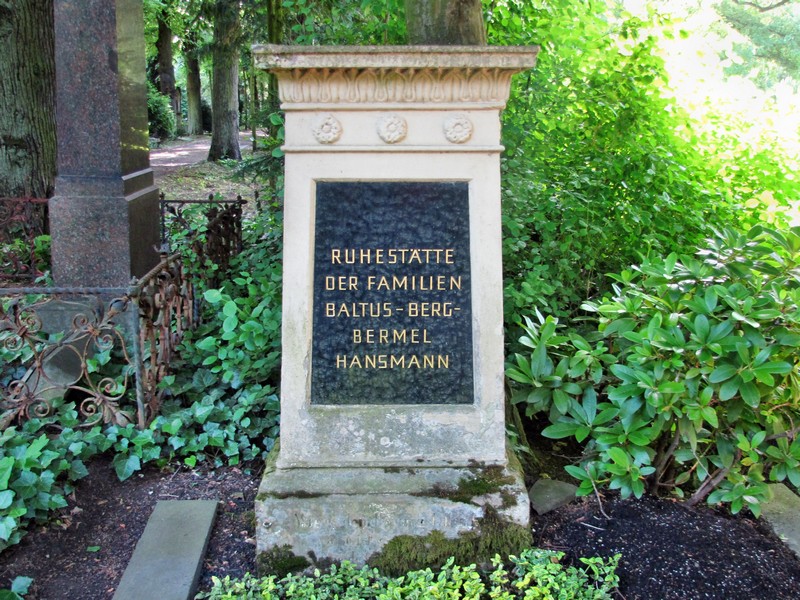 RUHESTÄTTE
DER FAMILIEN
BALTUS-BERG-
BERMEL
HANSMANN